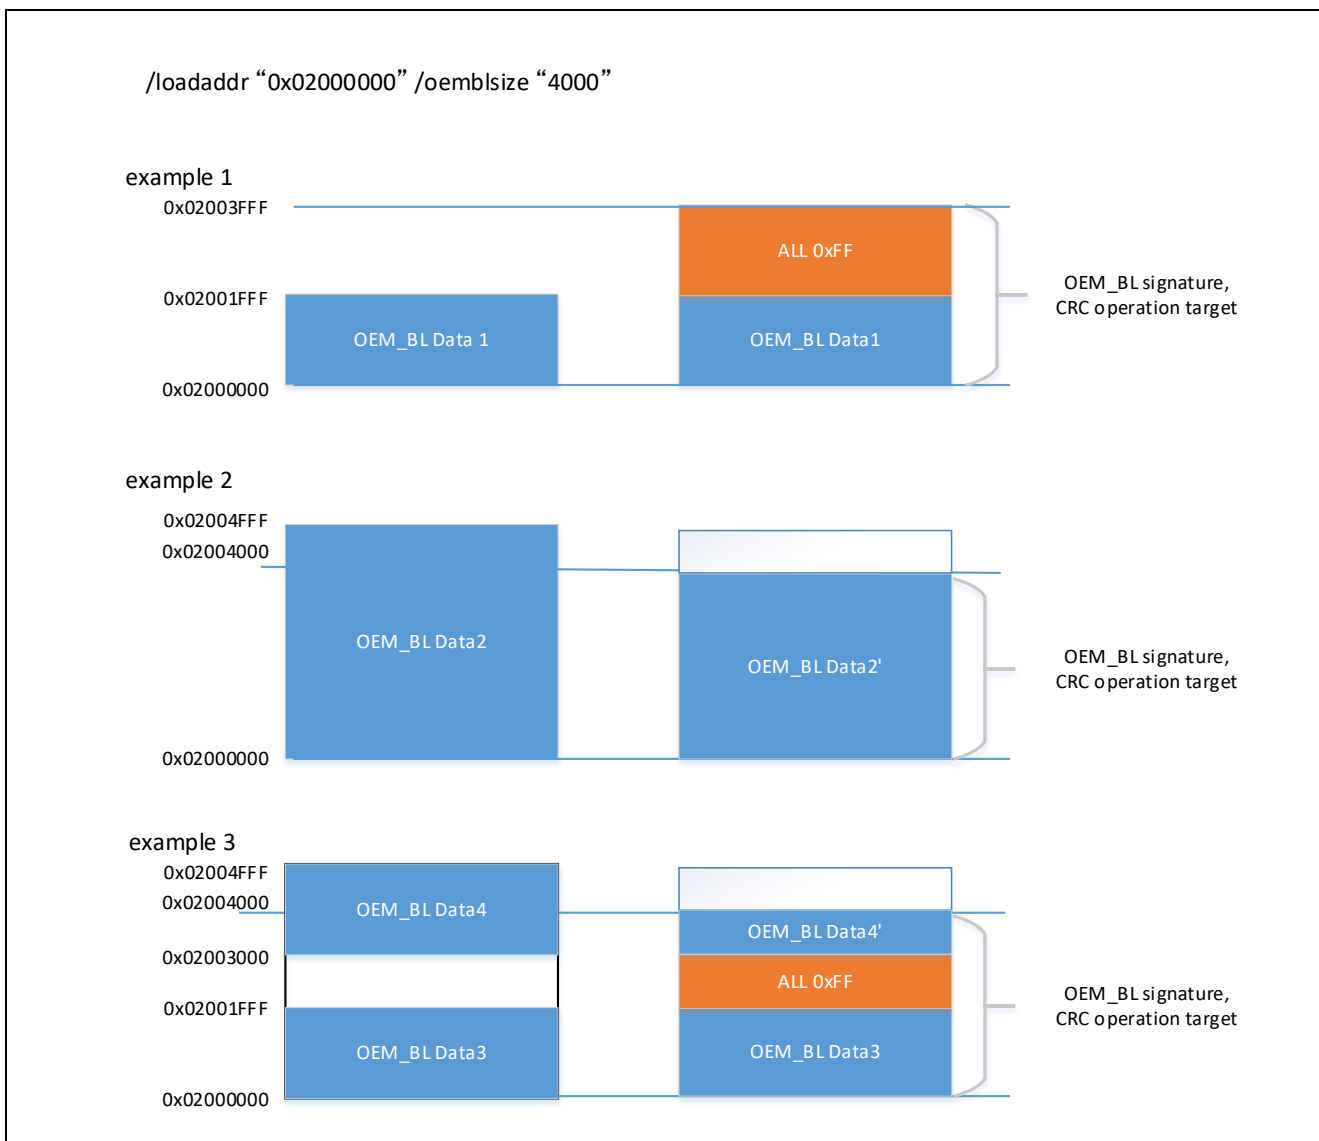 /loadaddr “0x02000000” /oemblsize “4000”
example 1
0x02003FFF
ALL 0xFF
0x02001FFF
OEM_BL Data 1
OEM_BL Data1
0x02000000
OEM_BL signature,
CRC operation target
example 2
0x02004FFF
0x02004000
OEM_BL Data2
OEM_BL Data2'
0x02000000
OEM_BL signature,
CRC operation target
example 3
0x02004FFF
0x02004000
OEM_BL Data4
OEM_BL Data4'
0x02003000
ALL 0xFF
0x02001FFF
OEM_BL Data3
OEM_BL Data3
0x02000000
OEM_BL signature,
CRC operation target